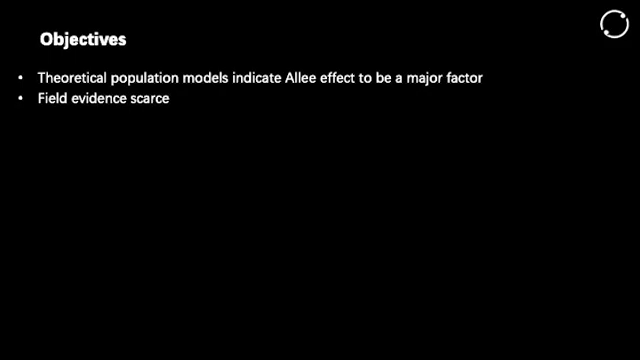 Objectives
• Theoretical population models indicate Allee effect to be a major factor
• Field evidence scarce